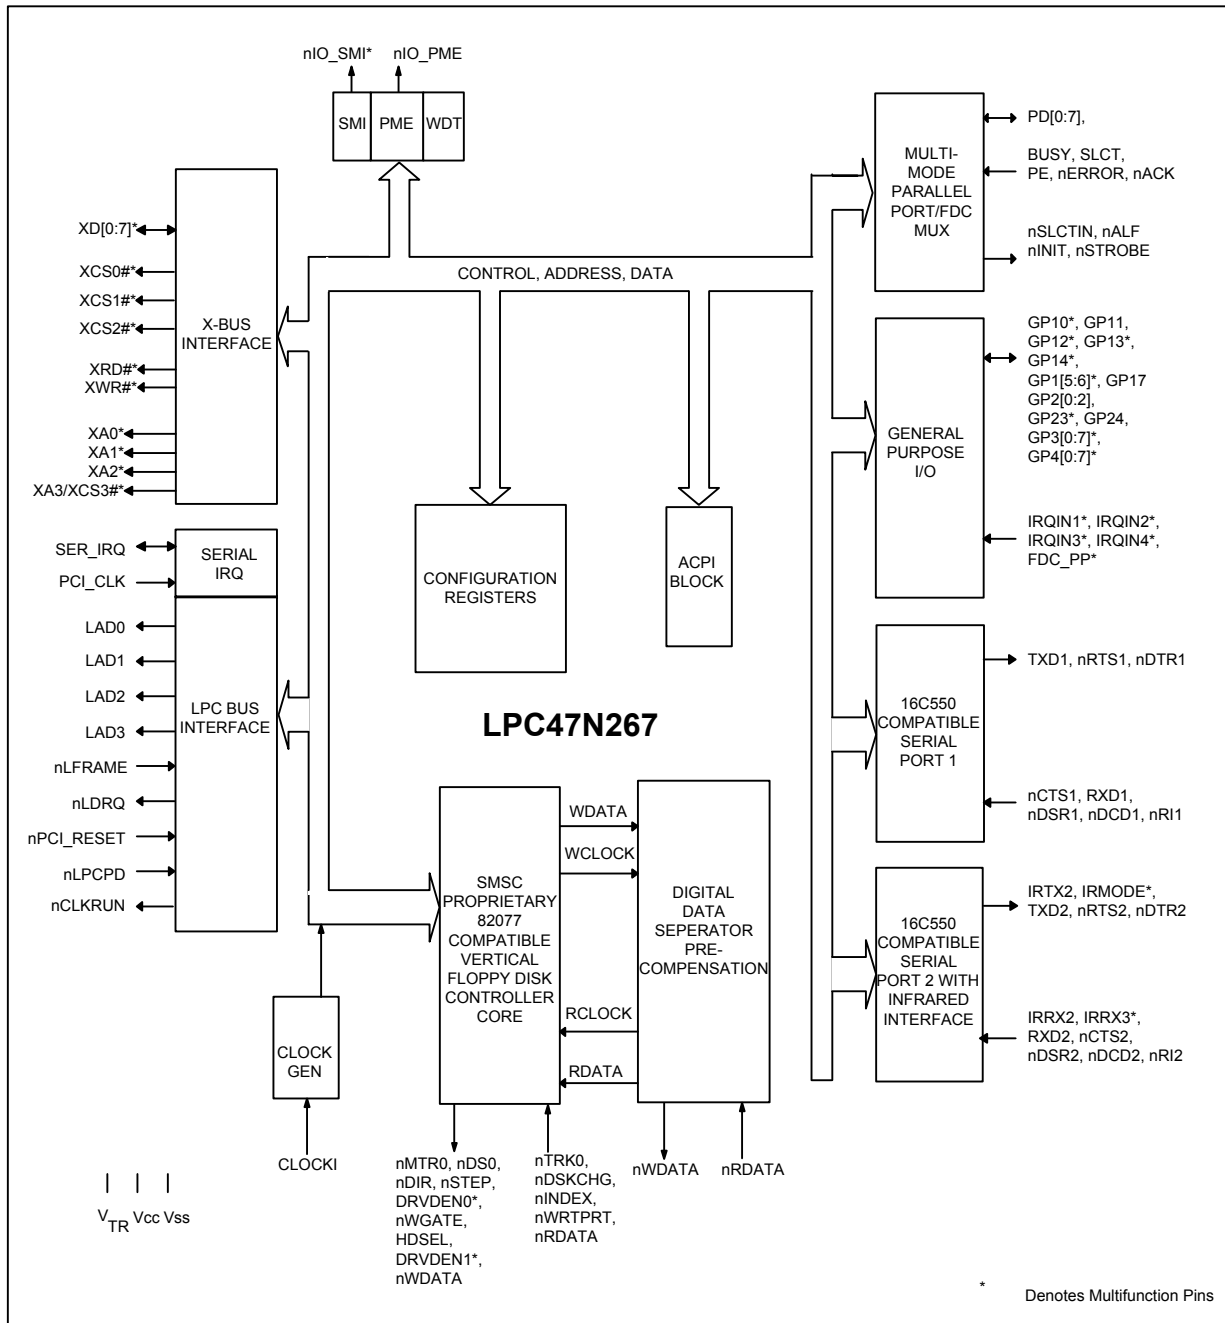 nIO_SMI*
nIO_PME
SMI
PME
WDT
XD[0:7]*
XCS0#*
XCS1#*
XCS2#*
XRD#*
XWR#*
XA0*
XA1*
XA2*
XA3/XCS3#*
X-BUS
INTERFACE
CONTROL, ADDRESS, DATA
MULTI-
MODE
PARALLEL
PORT/FDC
MUX
PD[0:7],
BUSY, SLCT,
PE, nERROR, nACK
nSLCTIN, nALF
nINIT, nSTROBE
GENERAL
PURPOSE
I/O
GP10*, GP11,
GP12*, GP13*,
GP14*,
GP1[5:6]*, GP17
GP2[0:2],
GP23*, GP24,
GP3[0:7]*,
GP4[0:7]*
IRQIN1*, IRQIN2*,
IRQIN3*, IRQIN4*,
FDC_PP*
SER_IRQ
PCI_CLK
SERIAL
IRQ
CONFIGURATION
REGISTERS
ACPI
BLOCK
LAD0
LAD1
LAD2
LAD3
nLFRAME
nLDRQ
nPCI_RESET
nLPCPD
nCLKRUN
LPC BUS
INTERFACE
LPC47N267
16C550
COMPATIBLE
SERIAL
PORT 1
TXD1, nRTS1, nDTR1
nCTS1, RXD1,
nDSR1, nDCD1, nRI1
SMSC
PROPRIETARY
82077
COMPATIBLE
VERTICAL
FLOPPY DISK
CONTROLLER
CORE
WDATA
WCLOCK
RCLOCK
RDATA
DIGITAL
DATA
SEPERATOR
PRE-
COMPENSATION
16C550
COMPATIBLE
SERIAL
PORT 2 WITH
INFRARED
INTERFACE
IRTX2, IRMODE*,
TXD2, nRTS2, nDTR2
IRRX2, IRRX3*,
RXD2, nCTS2,
nDSR2, nDCD2, nRI2
CLOCK
GEN
CLOCKI
nMTR0, nDS0,
nDIR, nSTEP,
DRVDEN0*,
nWGATE,
HDSEL,
DRVDEN1*,
nWDATA
nTRK0,
nDSKCHG,
nINDEX,
nWRTPRT,
nRDATA
nWDATA
nRDATA
VTR Vcc Vss
* Denotes Multifunction Pins